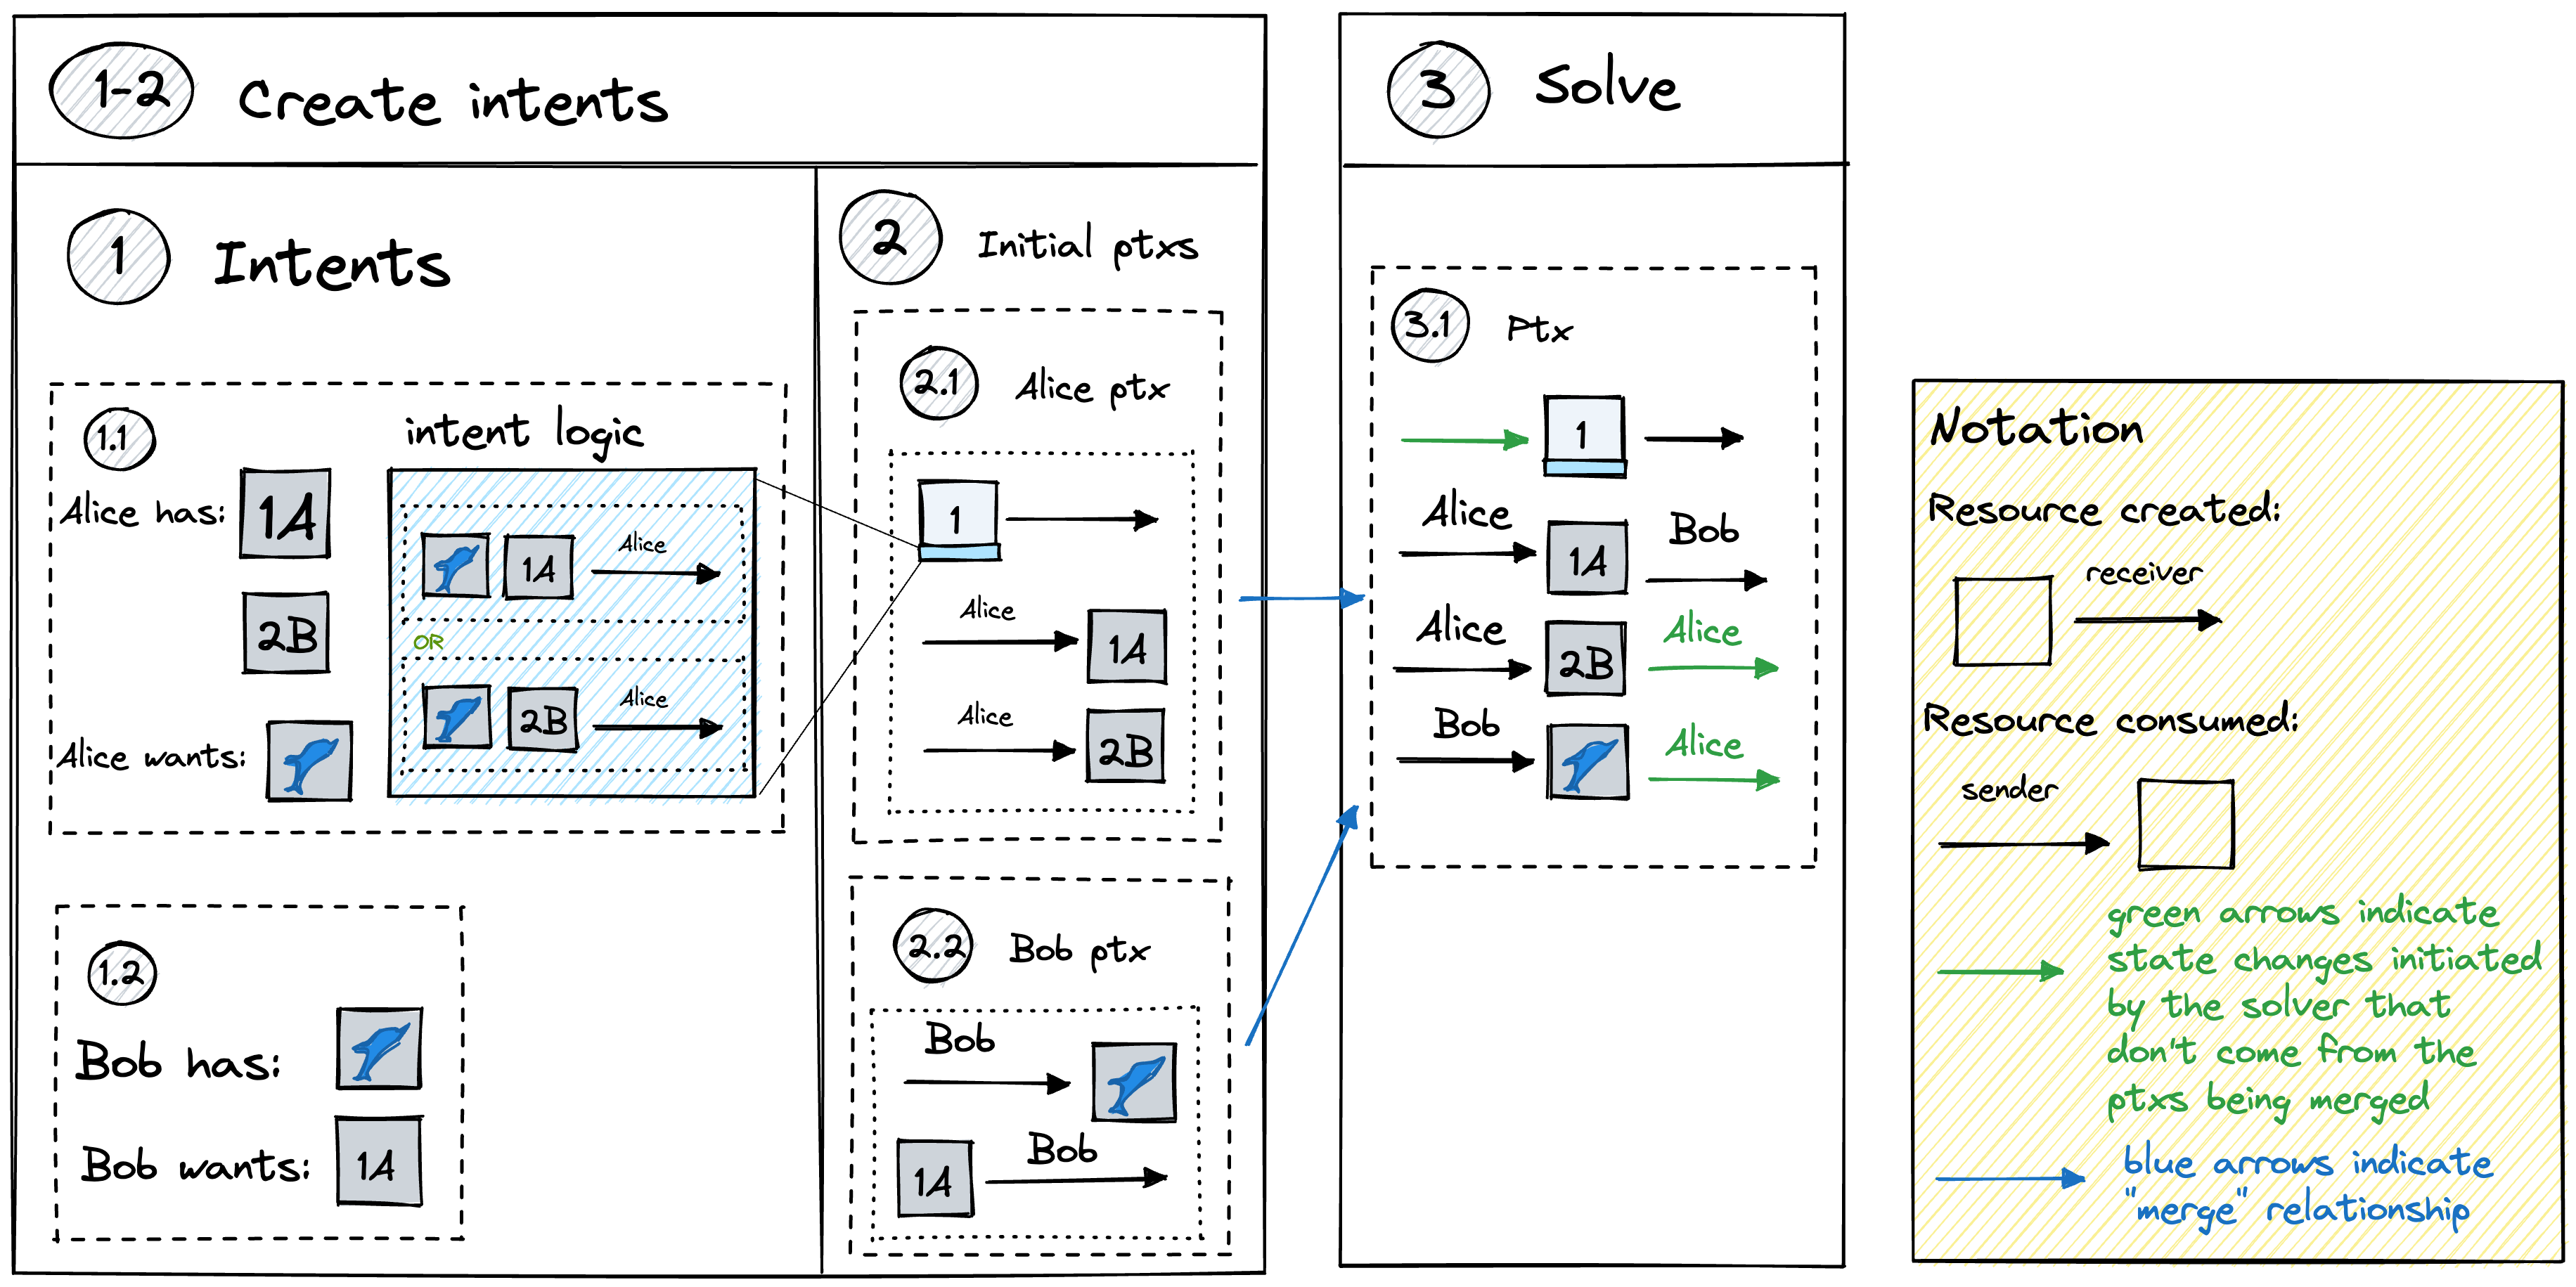 1-2 Create intents
1 Intents
1.1
intent logic
Alice has:
1A
2B
Alice wants:
1A
Alice
OR
2B
Alice
1.2
Bob has:
Bob wants:
1A
2 Initial ptxs
2.1 Alice ptx
1
Alice
1A
Alice
2B
2.2 Bob ptx
Bob
1A
Bob
3 Solve
3.1 Ptx
1
Alice 1A Bob
Alice 2B Alice
Bob Alice
Notation
Resource created:
receiver
Resource consumed:
sender
green arrows indicate
state changes initiated
by the solver that
don't come from the
ptxs being merged
blue arrows indicate
"merge" relationship